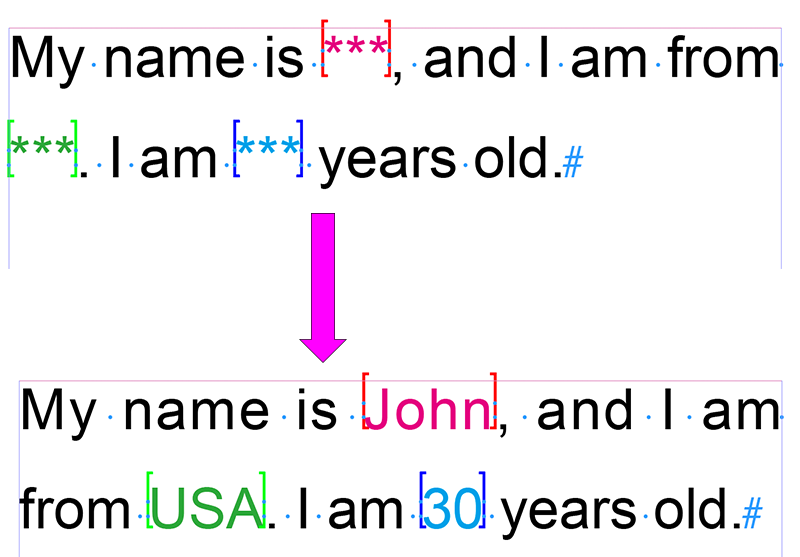 My name is [***], and I am from
[***]. I am [***] years old.#
My name is [John], and I am
from [USA]. I am [30] years old.#